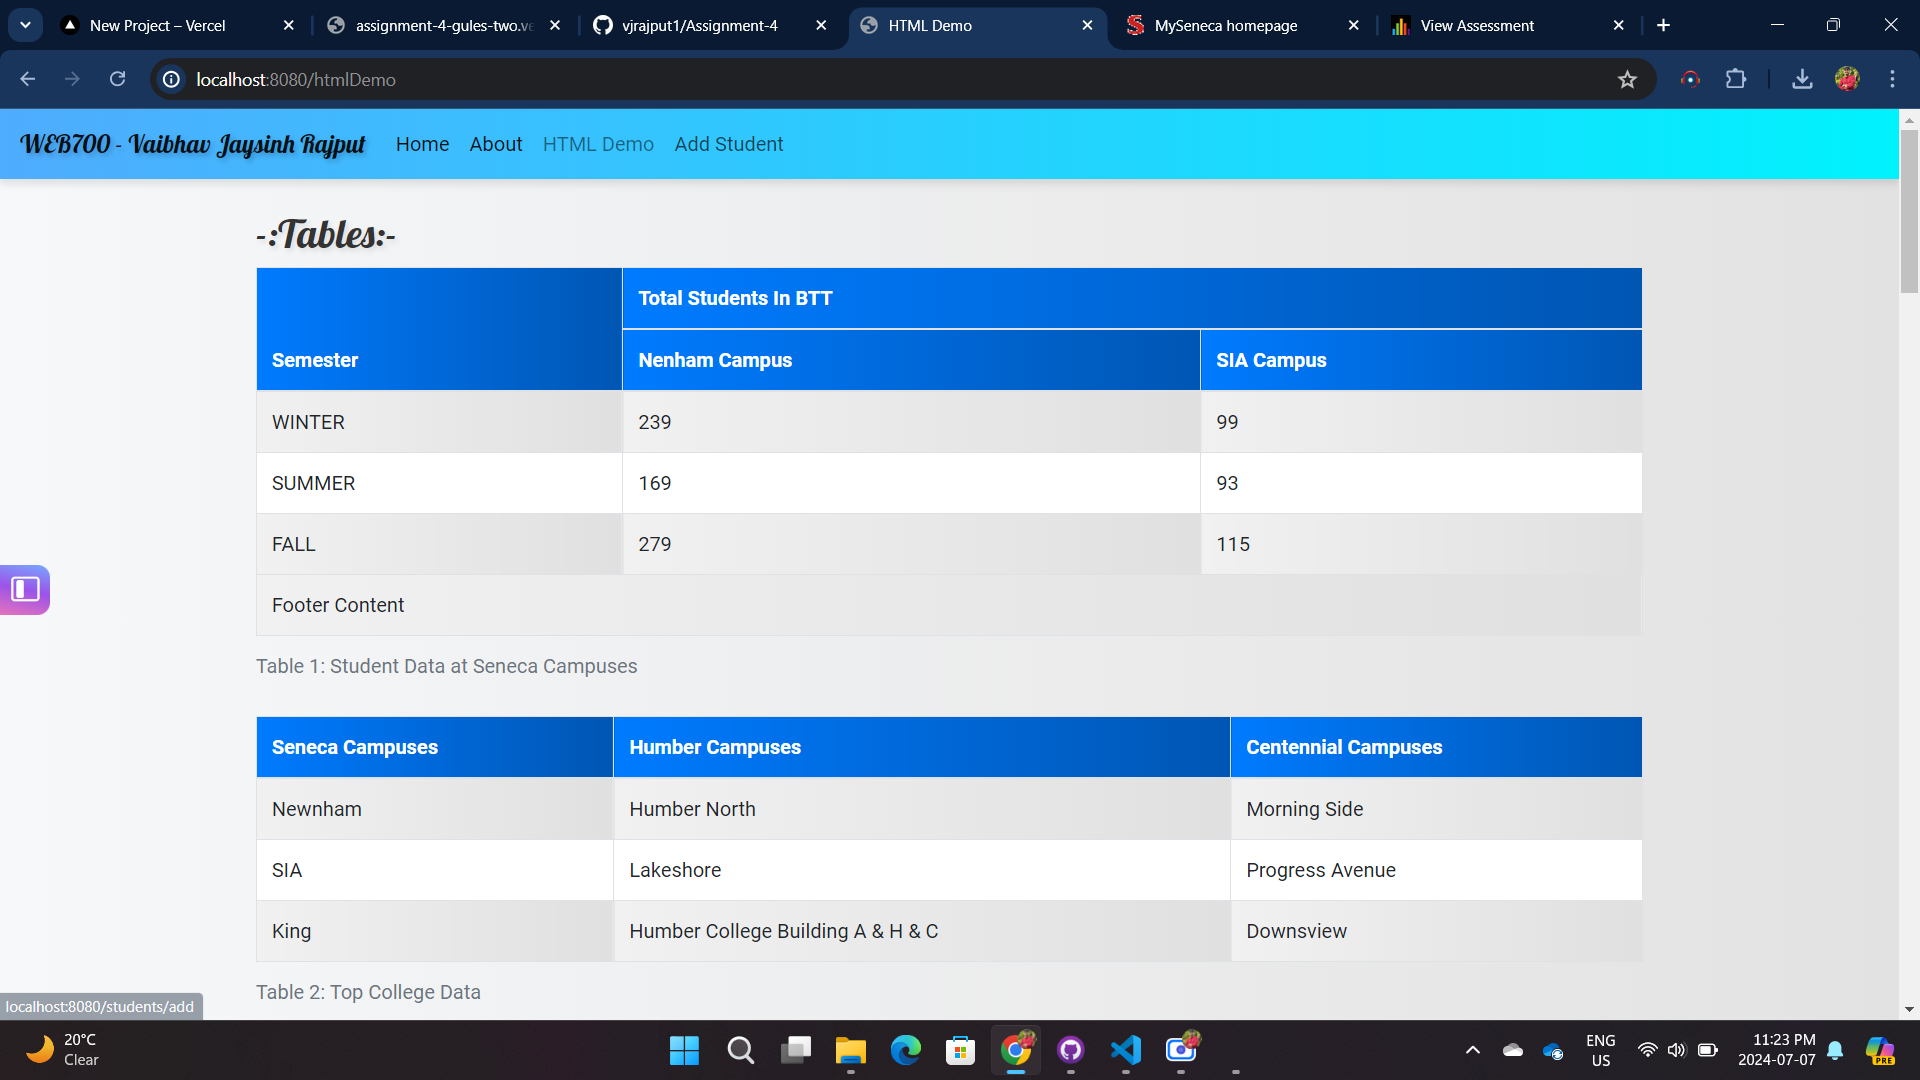 New Project – Vercel
assignment-4-gules-two.ve
vjrajput1/Assignment-4
HTML Demo
MySeneca homepage
View Assessment
localhost:8080/htmlDemo
WEB700 - Vaibhav Jaysinh Rajput Home About HTML Demo Add Student
-:Tables:-
Total Students In BTT
Semester Nenham Campus SIA Campus
WINTER 239 99
SUMMER 169 93
FALL 279 115
Footer Content
Table 1: Student Data at Seneca Campuses
Seneca Campuses Humber Campuses Centennial Campuses
Newnham Humber North Morning Side
SIA Lakeshore Progress Avenue
King Humber College Building A & H & C Downsview
Table 2: Top College Data
localhost:8080/students/add
20°C
Clear
ENG
US
11:23 PM
2024-07-07
PRE